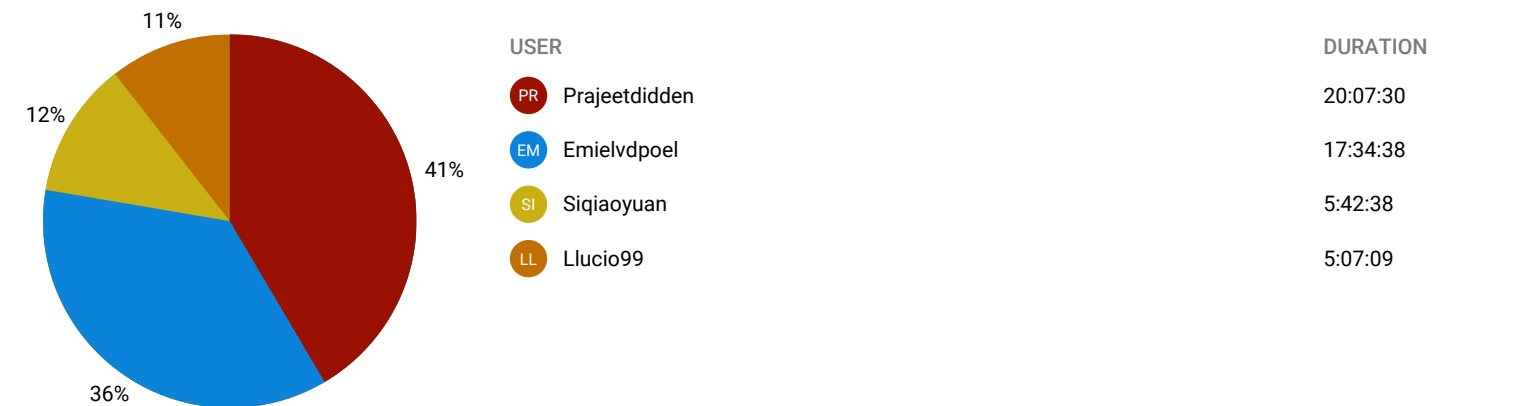 11%
12%
41%
36%
USER DURATION
PR Prajeetdidden 20:07:30
EM Emielvdpoel 17:34:38
SI Siqiaoyuan 5:42:38
LL Llucio99 5:07:09